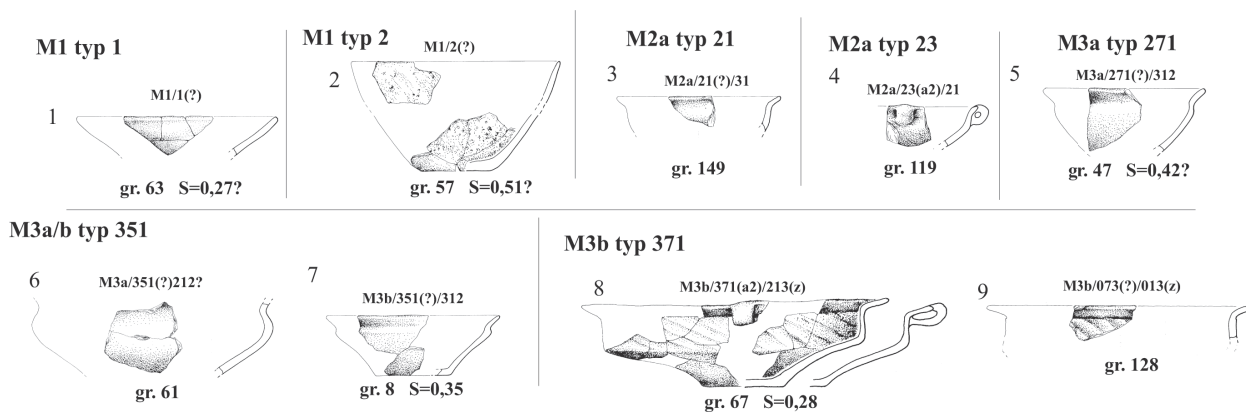 M1 typ 1
1
M1/1(?)
gr. 63 S=0,27?
M1 typ 2
M1/2(?)
2
gr. 57 S=0,51?
M2a typ 21
3
M2a/21(?)/31
gr. 149
M2a typ 23
4
M2a/23(a2)/21
gr. 119
M3a typ 271
5
M3a/271(?)/312
gr. 47 S=0,42?
M3a/b typ 351
6
M3a/351(?)212?
gr. 61
7
M3b/351(?)/312
gr. 8 S=0,35
M3b typ 371
8
M3b/371(a2)/213(z)
gr. 67 S=0,28
9
M3b/073(?)/013(z)
gr. 128